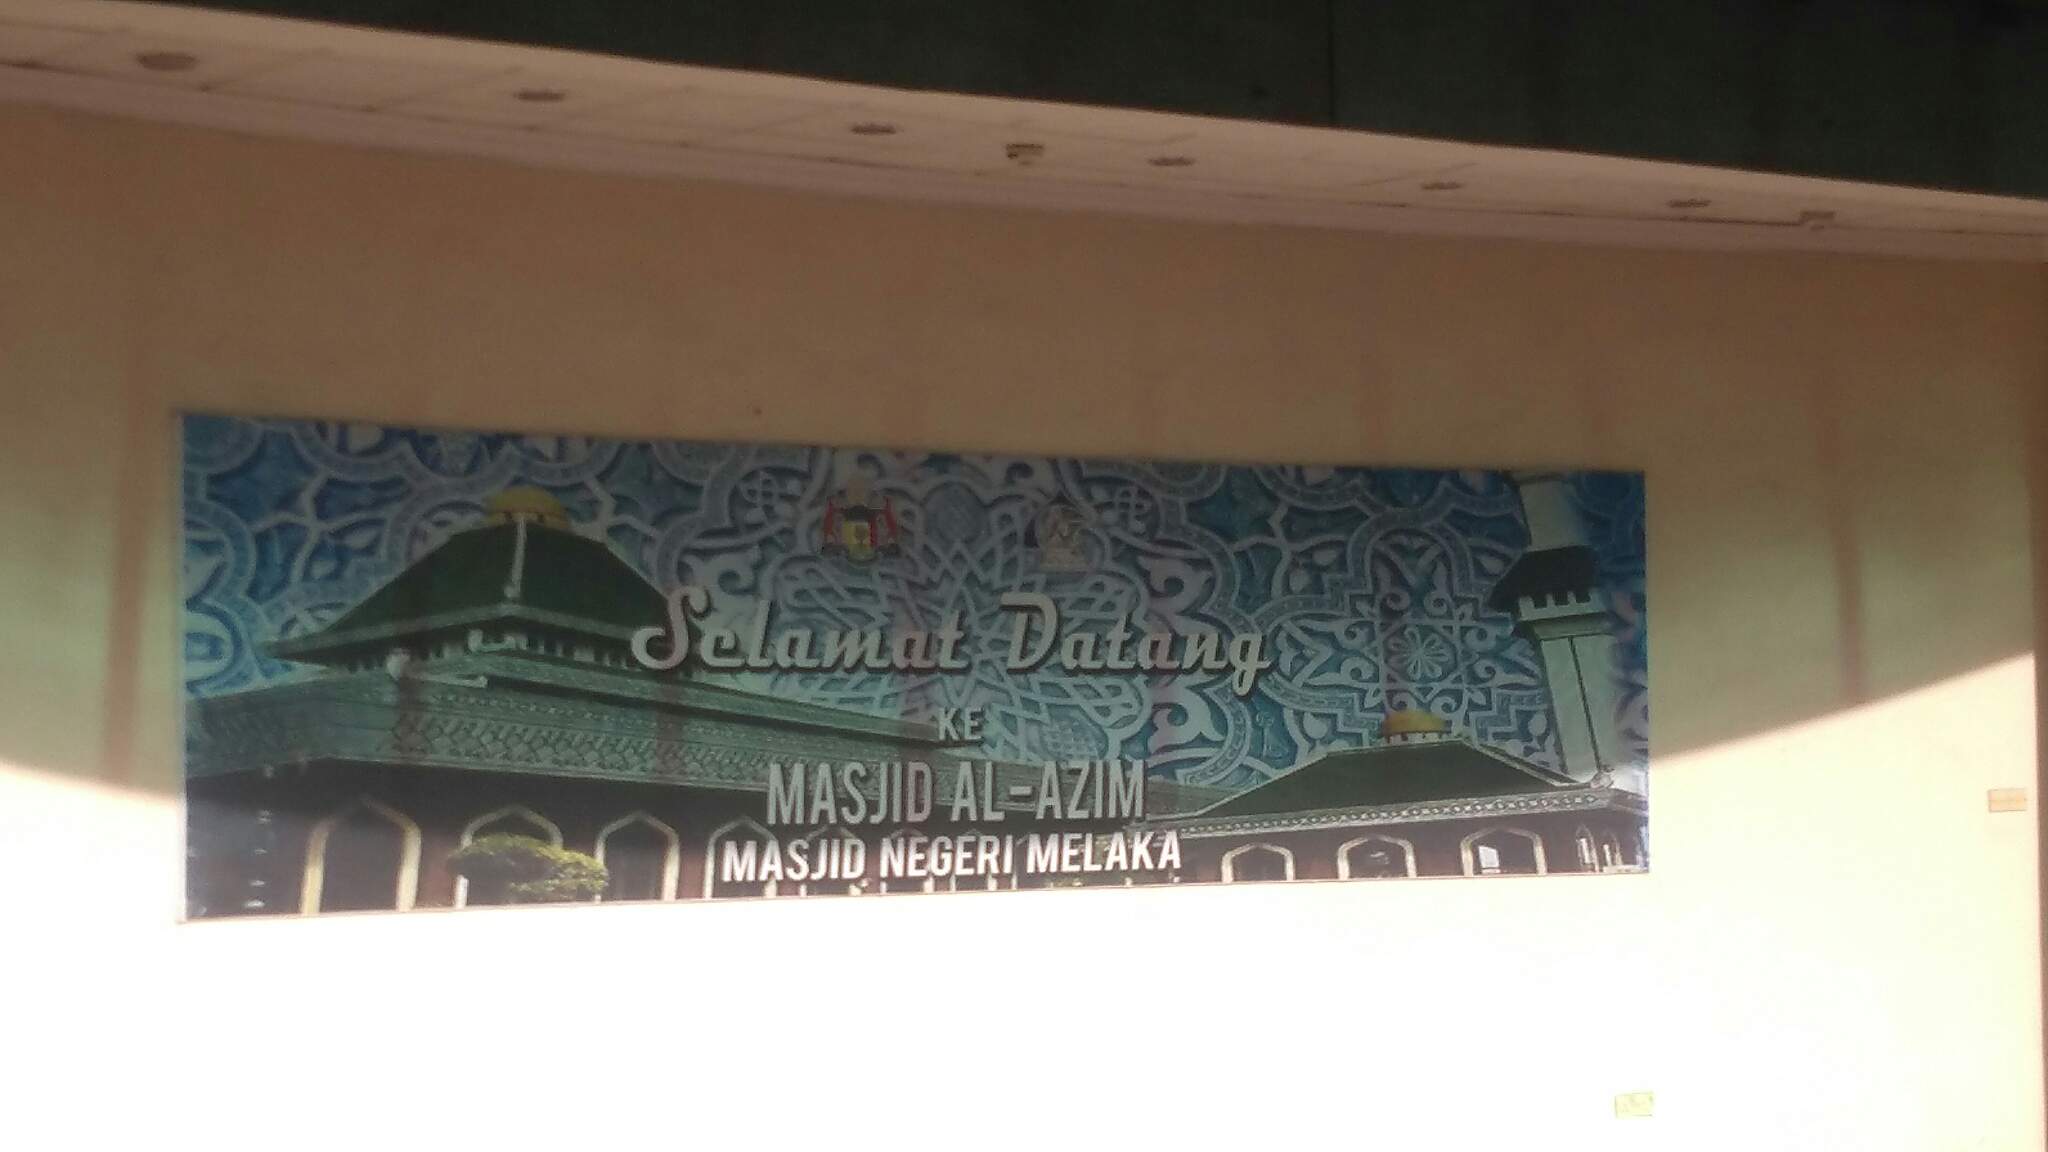 Selamat Datang
KE
MASJID AL-AZIM
MASJID NEGERI MELAKA